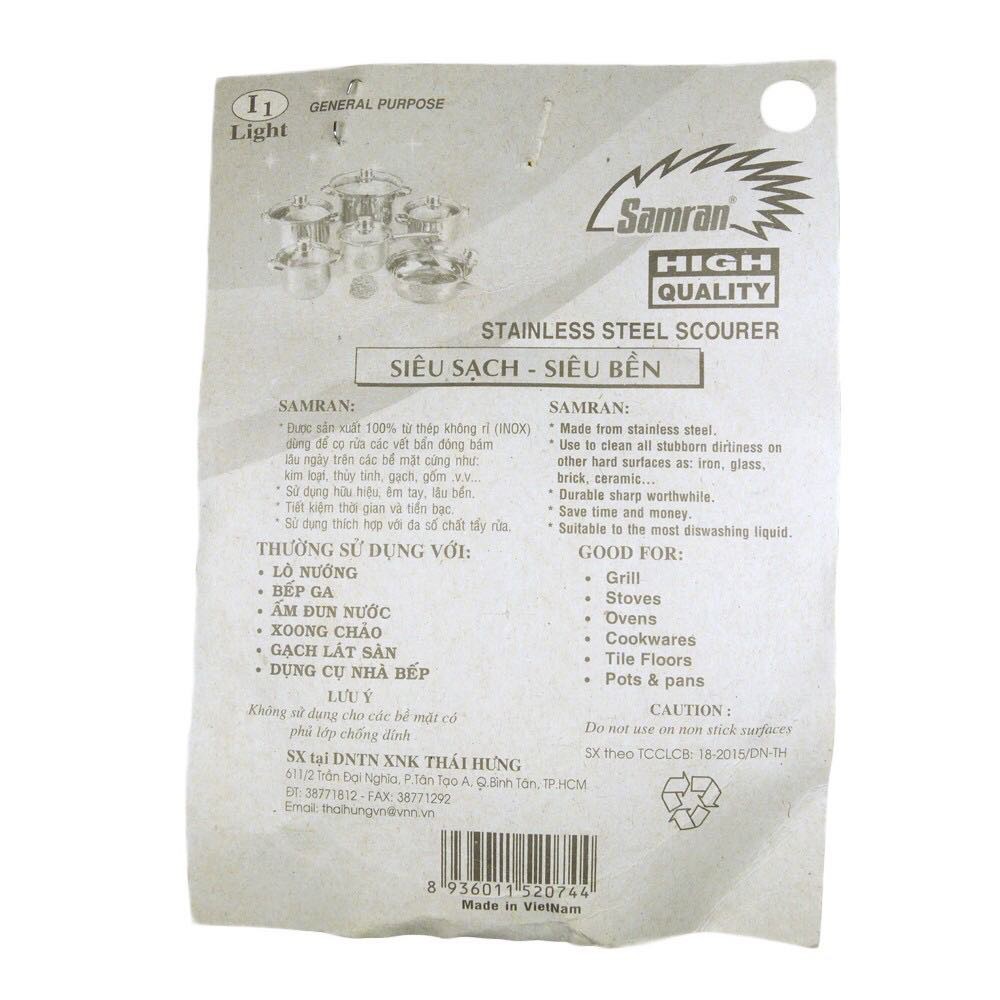 I1
Light
GENERAL PURPOSE
Samran®
HIGH
QUALITY
STAINLESS STEEL SCOURER
SIÊU SẠCH - SIÊU BỀN
SAMRAN:
* Được sản xuất 100% từ thép không rỉ (INOX)
dùng để cọ rửa các vết bẩn đóng bám
lâu ngày trên các bề mặt cứng như:
kim loại, thủy tinh, gạch, gốm .v.v...
* Sử dụng hữu hiệu, êm tay, lâu bền.
* Tiết kiệm thời gian và tiền bạc.
* Sử dụng thích hợp với đa số chất tẩy rửa.
SAMRAN:
* Made from stainless steel.
* Use to clean all stubborn dirtiness on
other hard surfaces as: iron, glass,
brick, ceramic...
* Durable sharp worthwhile.
* Save time and money.
* Suitable to the most diswashing liquid.
THƯỜNG SỬ DỤNG VỚI:
• LÒ NƯỚNG
• BẾP GA
• ẤM ĐUN NƯỚC
• XOONG CHẢO
• GẠCH LÁT SÀN
• DỤNG CỤ NHÀ BẾP
GOOD FOR:
• Grill
• Stoves
• Ovens
• Cookwares
• Tile Floors
• Pots & pans
LƯU Ý
Không sử dụng cho các bề mặt có
phủ lớp chống dính
CAUTION :
Do not use on non stick surfaces
SX tại DNTN XNK THÁI HƯNG
611/2 Trần Đại Nghĩa, P.Tân Tạo A, Q.Bình Tân, TP.HCM
ĐT: 38771812 - FAX: 38771292
Email: thaihungvn@vnn.vn
SX theo TCCLCB: 18-2015/DN-TH
8 936011 520744
Made in VietNam